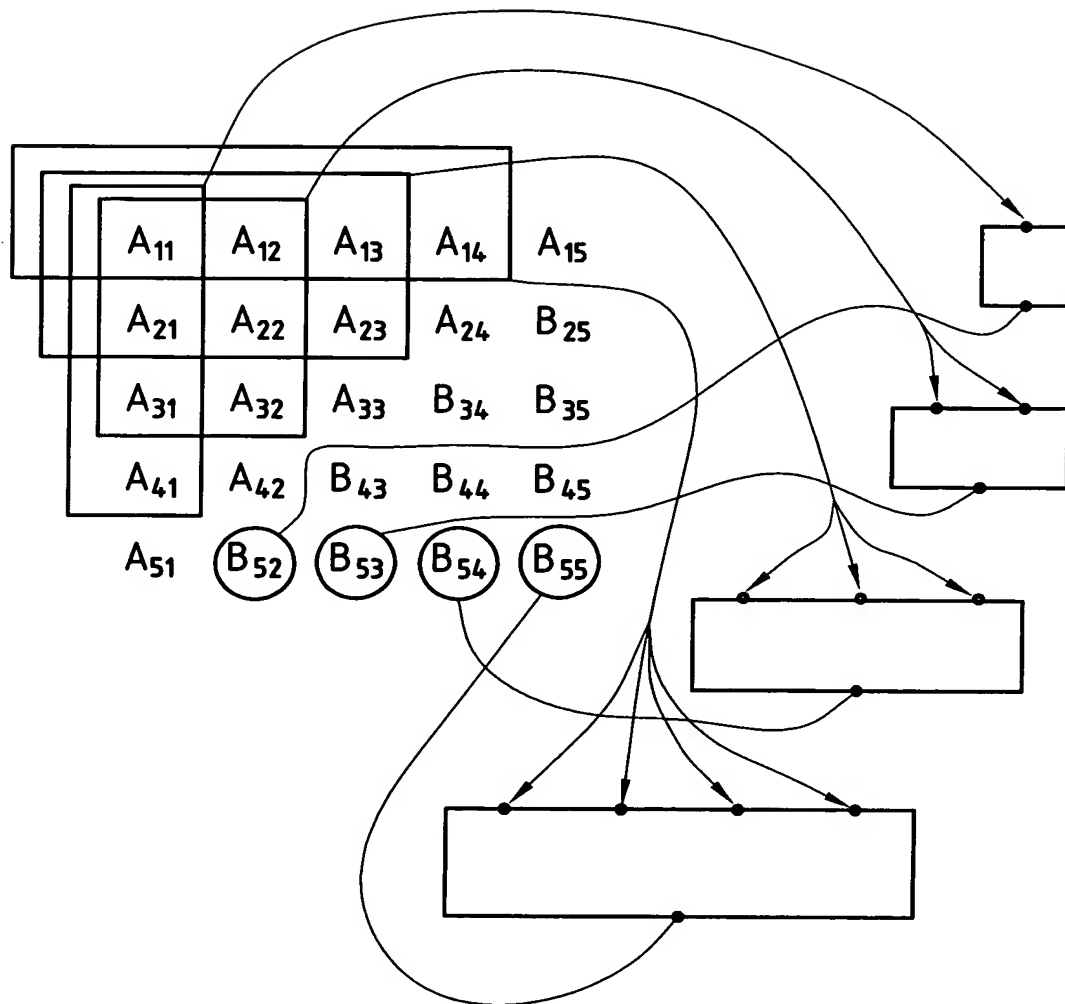 A₁₁ A₁₂ A₁₃ A₁₄ A₁₅
A₂₁ A₂₂ A₂₃ A₂₄ B₂₅
A₃₁ A₃₂ A₃₃ B₃₄ B₃₅
A₄₁ A₄₂ B₄₃ B₄₄ B₄₅
A₅₁ B₅₂ B₅₃ B₅₄ B₅₅